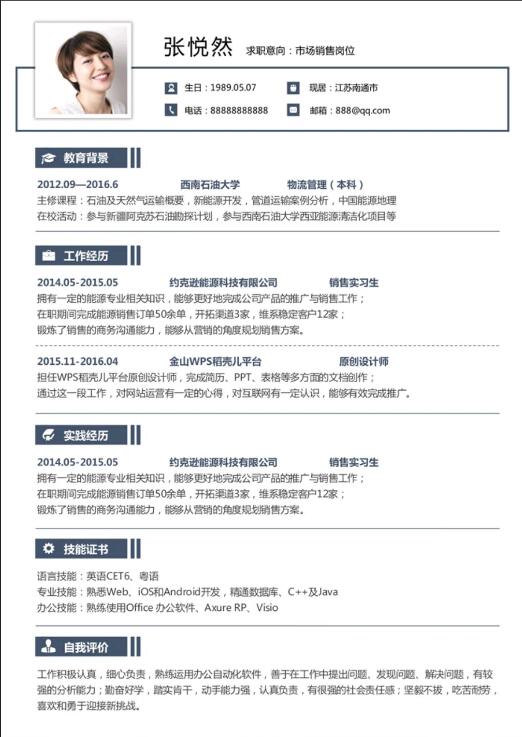 张悦然 求职意向：市场销售岗位
生日：1989.05.07 现居：江苏南通市
电话：88888888888 邮箱：888@qq.com
教育背景
2012.09—2016.6 西南石油大学 物流管理（本科）
主修课程：石油及天然气运输概要，新能源开发，管道运输案例分析，中国能源地理
在校活动：参与新疆阿克苏石油勘探计划，参与西南石油大学西亚能源清洁化项目等
工作经历
2014.05-2015.05 约克逊能源科技有限公司 销售实习生
拥有一定的能源专业相关知识，能够更好地完成公司产品的推广与销售工作；
在职期间完成能源销售订单50余单，开拓渠道3家，维系稳定客户12家；
锻炼了销售的商务沟通能力，能够从营销的角度规划销售方案。
2015.11-2016.04 金山WPS稻壳儿平台 原创设计师
担任WPS稻壳儿平台原创设计师，完成简历、PPT、表格等多方面的文档创作；
通过这一段工作，对网站运营有一定的心得，对互联网有一定认识，能够有效完成推广。
实践经历
2014.05-2015.05 约克逊能源科技有限公司 销售实习生
拥有一定的能源专业相关知识，能够更好地完成公司产品的推广与销售工作；
在职期间完成能源销售订单50余单，开拓渠道3家，维系稳定客户12家；
锻炼了销售的商务沟通能力，能够从营销的角度规划销售方案。
技能证书
语言技能：英语CET6、粤语
专业技能：熟悉Web、iOS和Android开发，精通数据库、C++及Java
办公技能：熟练使用Office 办公软件、Axure RP、Visio
自我评价
工作积极认真，细心负责，熟练运用办公自动化软件，善于在工作中提出问题、发现问题、解决问题，有较
强的分析能力；勤奋好学，踏实肯干，动手能力强，认真负责，有很强的社会责任感；坚毅不拔，吃苦耐劳，
喜欢和勇于迎接新挑战。